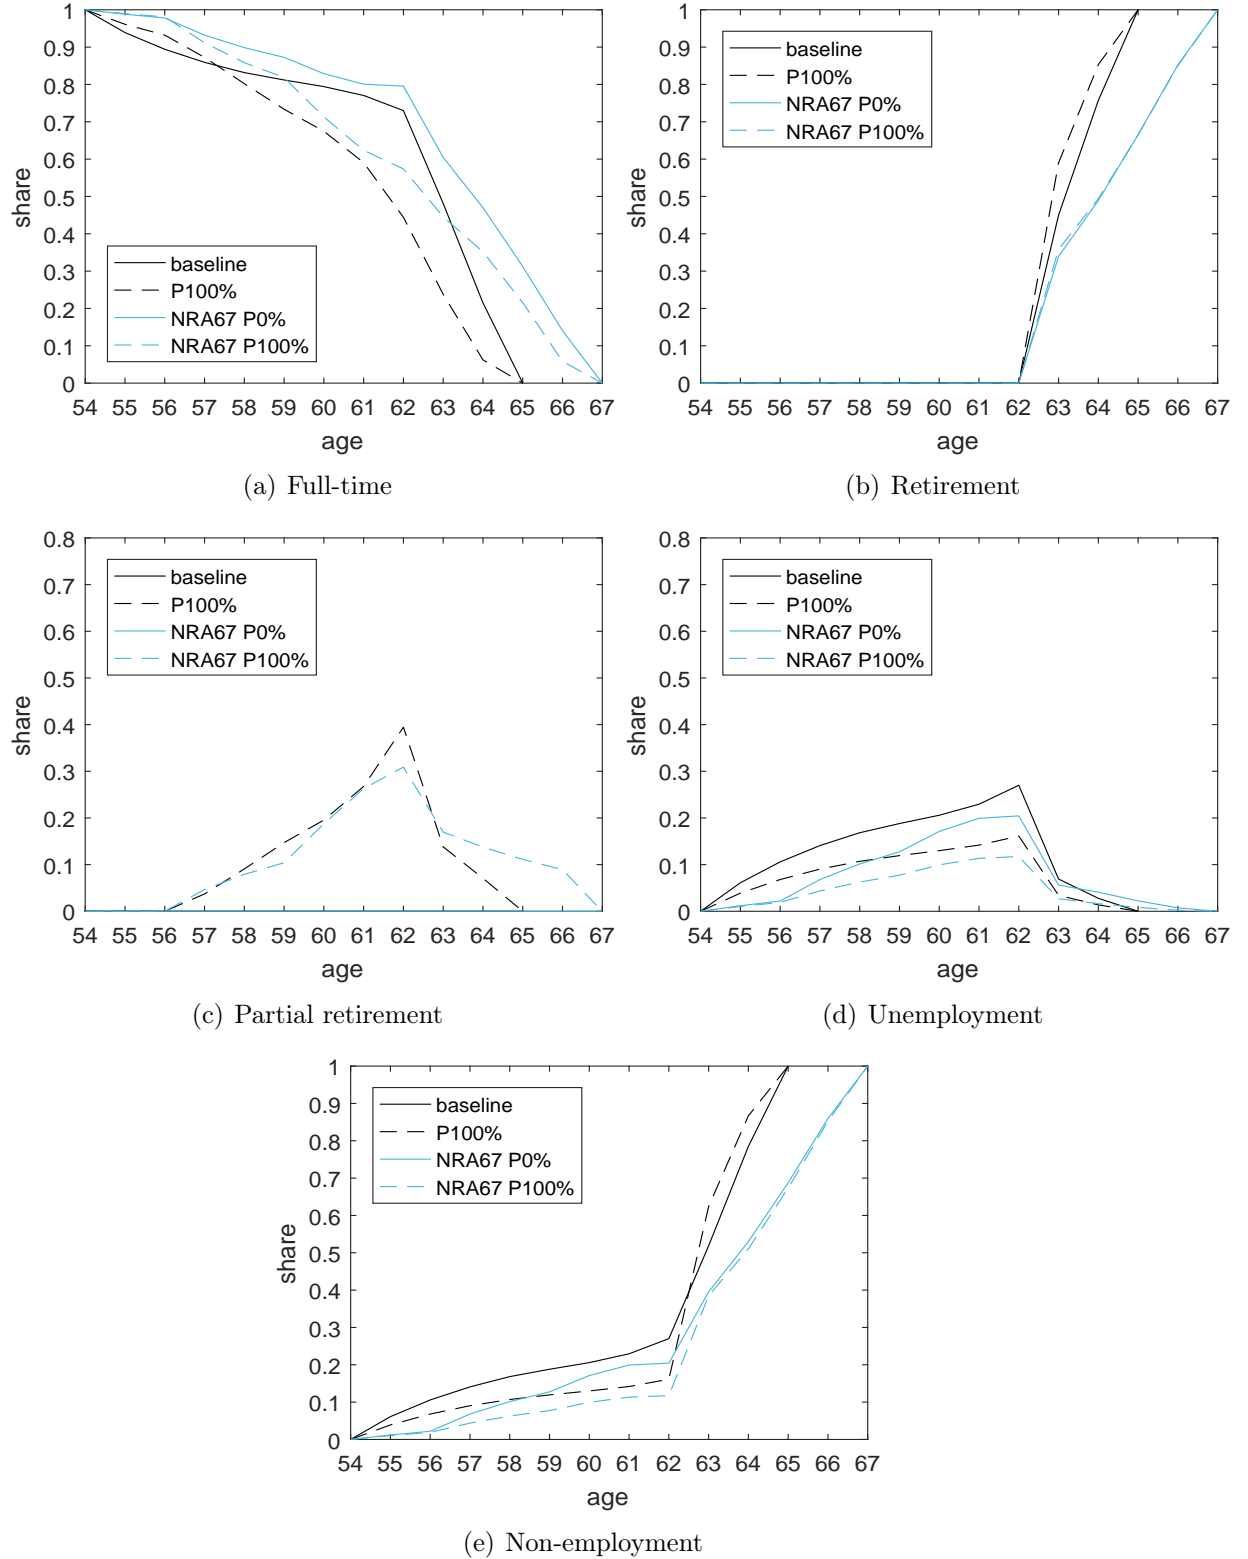 1
0.9
0.8
0.7
0.6
0.5
0.4
0.3
0.2
0.1
0
share
baseline
P100%
NRA67 P0%
NRA67 P100%
54 55 56 57 58 59 60 61 62 63 64 65 66 67
age
(a) Full-time
1
0.9
0.8
0.7
0.6
0.5
0.4
0.3
0.2
0.1
0
share
baseline
P100%
NRA67 P0%
NRA67 P100%
54 55 56 57 58 59 60 61 62 63 64 65 66 67
age
(b) Retirement
0.8
0.7
0.6
0.5
0.4
0.3
0.2
0.1
0
share
baseline
P100%
NRA67 P0%
NRA67 P100%
54 55 56 57 58 59 60 61 62 63 64 65 66 67
age
(c) Partial retirement
0.8
0.7
0.6
0.5
0.4
0.3
0.2
0.1
0
share
baseline
P100%
NRA67 P0%
NRA67 P100%
54 55 56 57 58 59 60 61 62 63 64 65 66 67
age
(d) Unemployment
1
0.9
0.8
0.7
0.6
0.5
0.4
0.3
0.2
0.1
0
share
baseline
P100%
NRA67 P0%
NRA67 P100%
54 55 56 57 58 59 60 61 62 63 64 65 66 67
age
(e) Non-employment